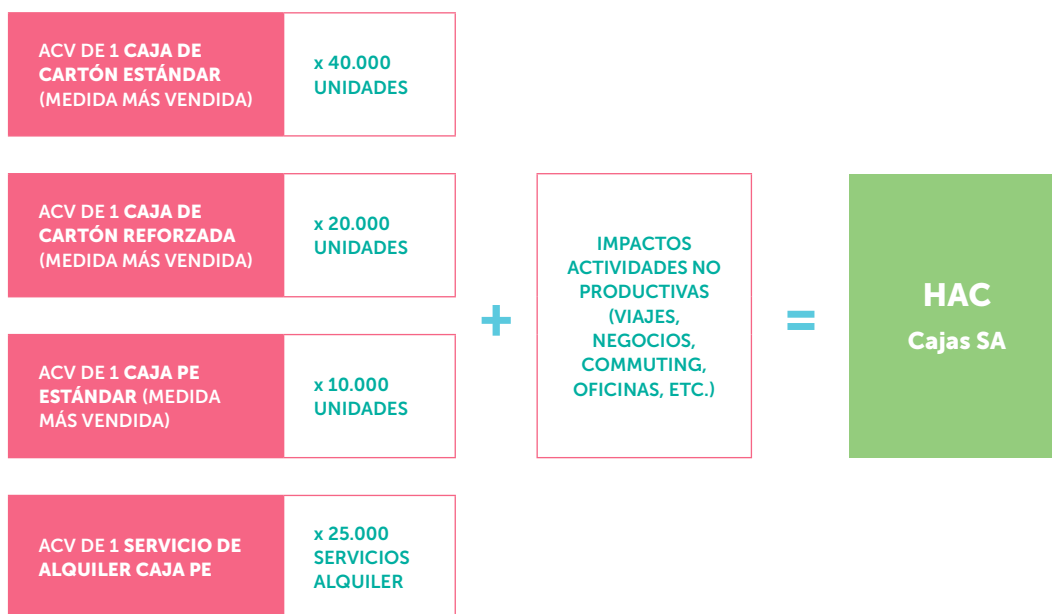 ACV DE 1 CAJA DE
CARTÓN ESTÁNDAR
(MEDIDA MÁS VENDIDA)
x 40.000
UNIDADES
ACV DE 1 CAJA DE
CARTÓN REFORZADA
(MEDIDA MÁS VENDIDA)
x 20.000
UNIDADES
ACV DE 1 CAJA PE
ESTÁNDAR (MEDIDA
MÁS VENDIDA)
x 10.000
UNIDADES
ACV DE 1 SERVICIO DE
ALQUILER CAJA PE
x 25.000
SERVICIOS
ALQUILER
+
IMPACTOS
ACTIVIDADES NO
PRODUCTIVAS
(VIAJES,
NEGOCIOS,
COMMUTING,
OFICINAS, ETC.)
=
HAC
Cajas SA